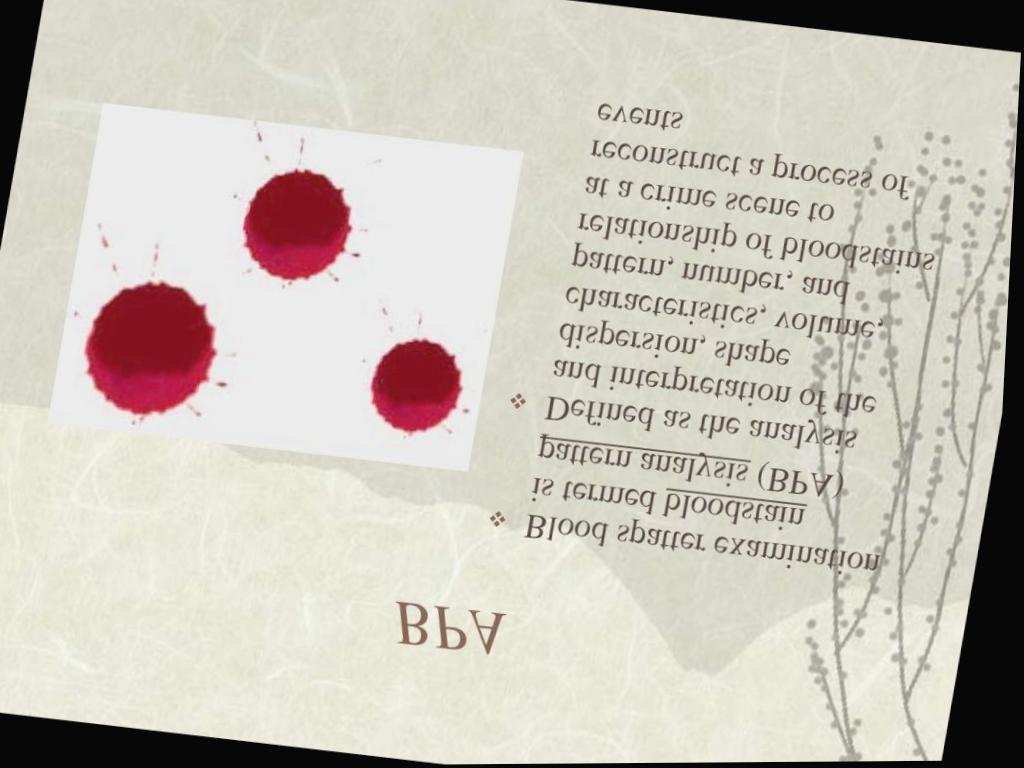 BPA
Blood spatter examination
is termed bloodstain
pattern analysis (BPA)
Defined as the analysis
and interpretation of the
dispersion, shape
characteristics, volume,
pattern, number, and
relationship of bloodstains
at a crime scene to
reconstruct a process of
events